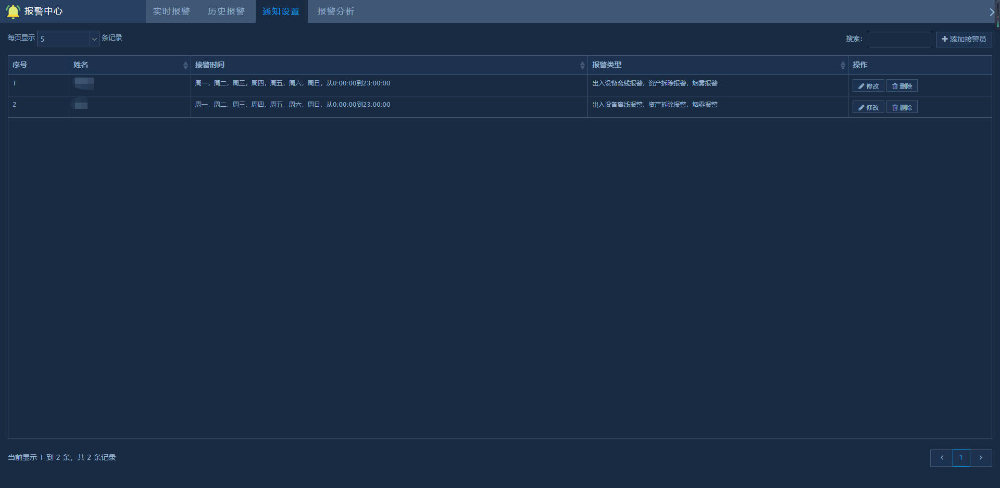 报警中心 实时报警 历史报警 通知设置 报警分析
每页显示 5 条记录 搜索： 添加接警员
序号 姓名 接警时间 报警类型 操作
1 周一，周二，周三，周四，周五，周六，周日，从0:00:00到23:00:00 出入设备离线报警，资产拆除报警，烟雾报警 修改 删除
2 周一，周二，周三，周四，周五，周六，周日，从0:00:00到23:00:00 出入设备离线报警，资产拆除报警，烟雾报警 修改 删除
当前显示 1 到 2 条，共 2 条记录 1